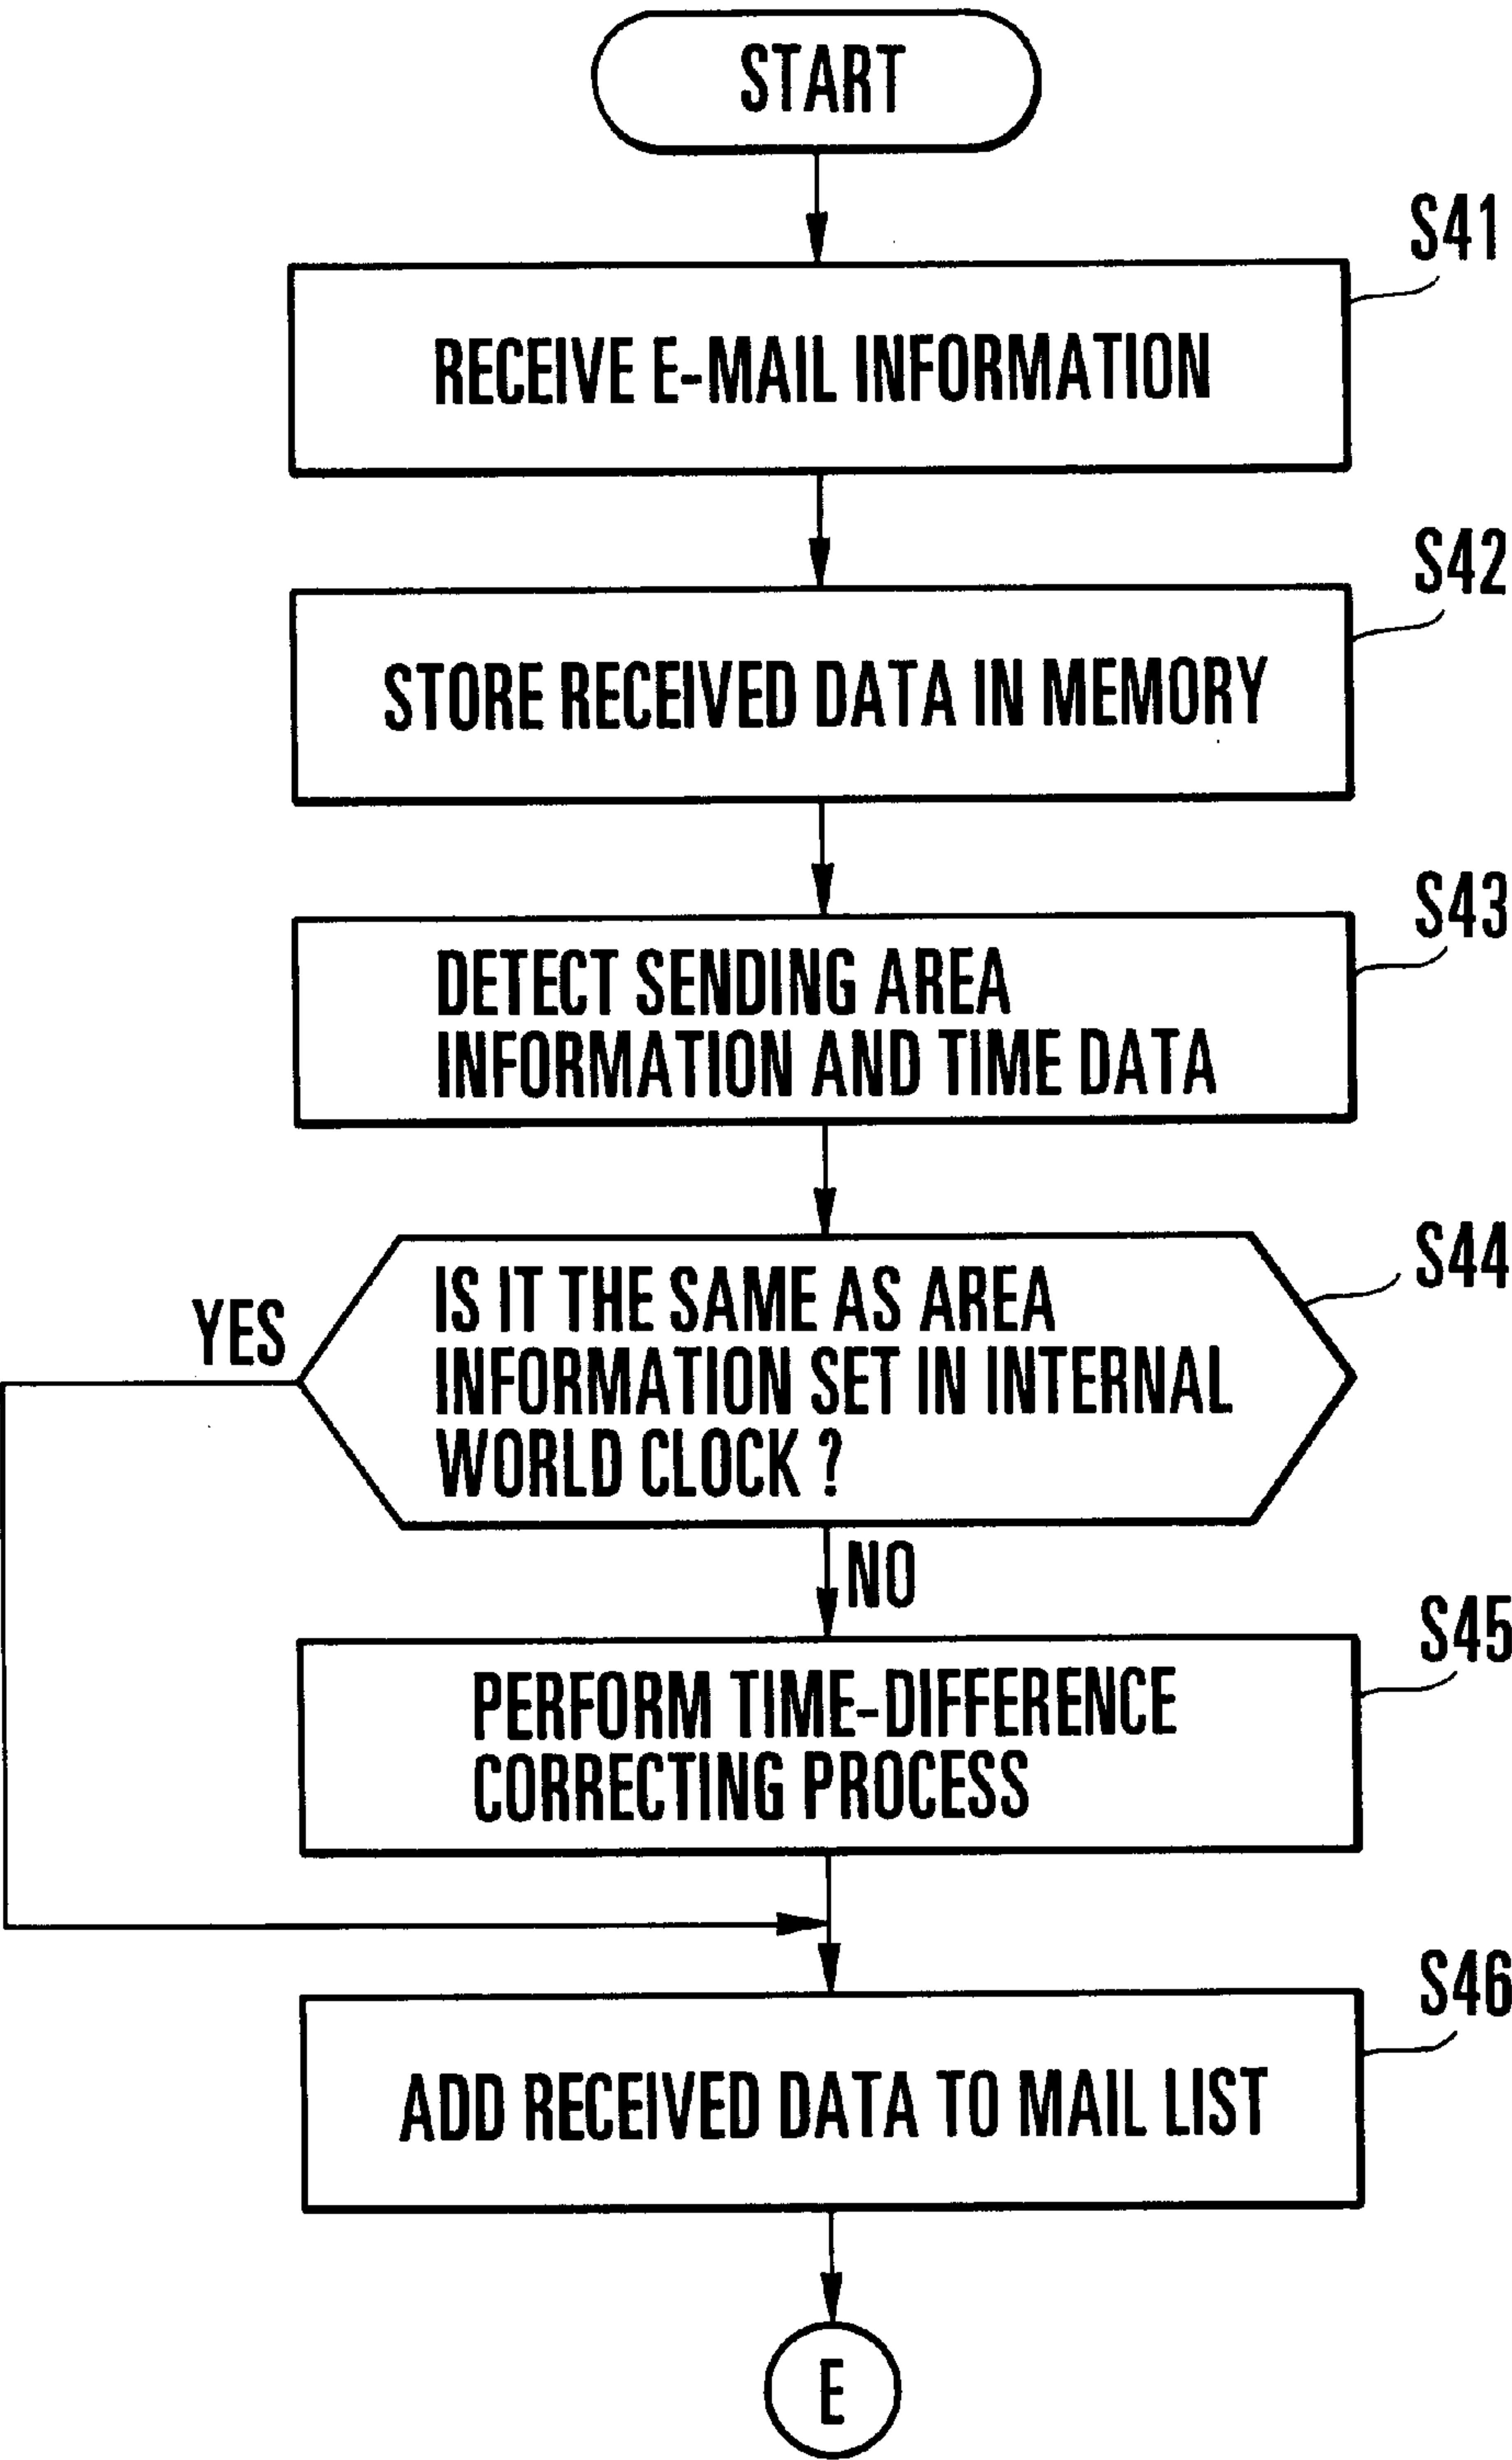 START
S41
RECEIVE E-MAIL INFORMATION
S42
STORE RECEIVED DATA IN MEMORY
S43
DETECT SENDING AREA
INFORMATION AND TIME DATA
S44
YES
IS IT THE SAME AS AREA
INFORMATION SET IN INTERNAL
WORLD CLOCK ?
NO
S45
PERFORM TIME-DIFFERENCE
CORRECTING PROCESS
S46
ADD RECEIVED DATA TO MAIL LIST
E